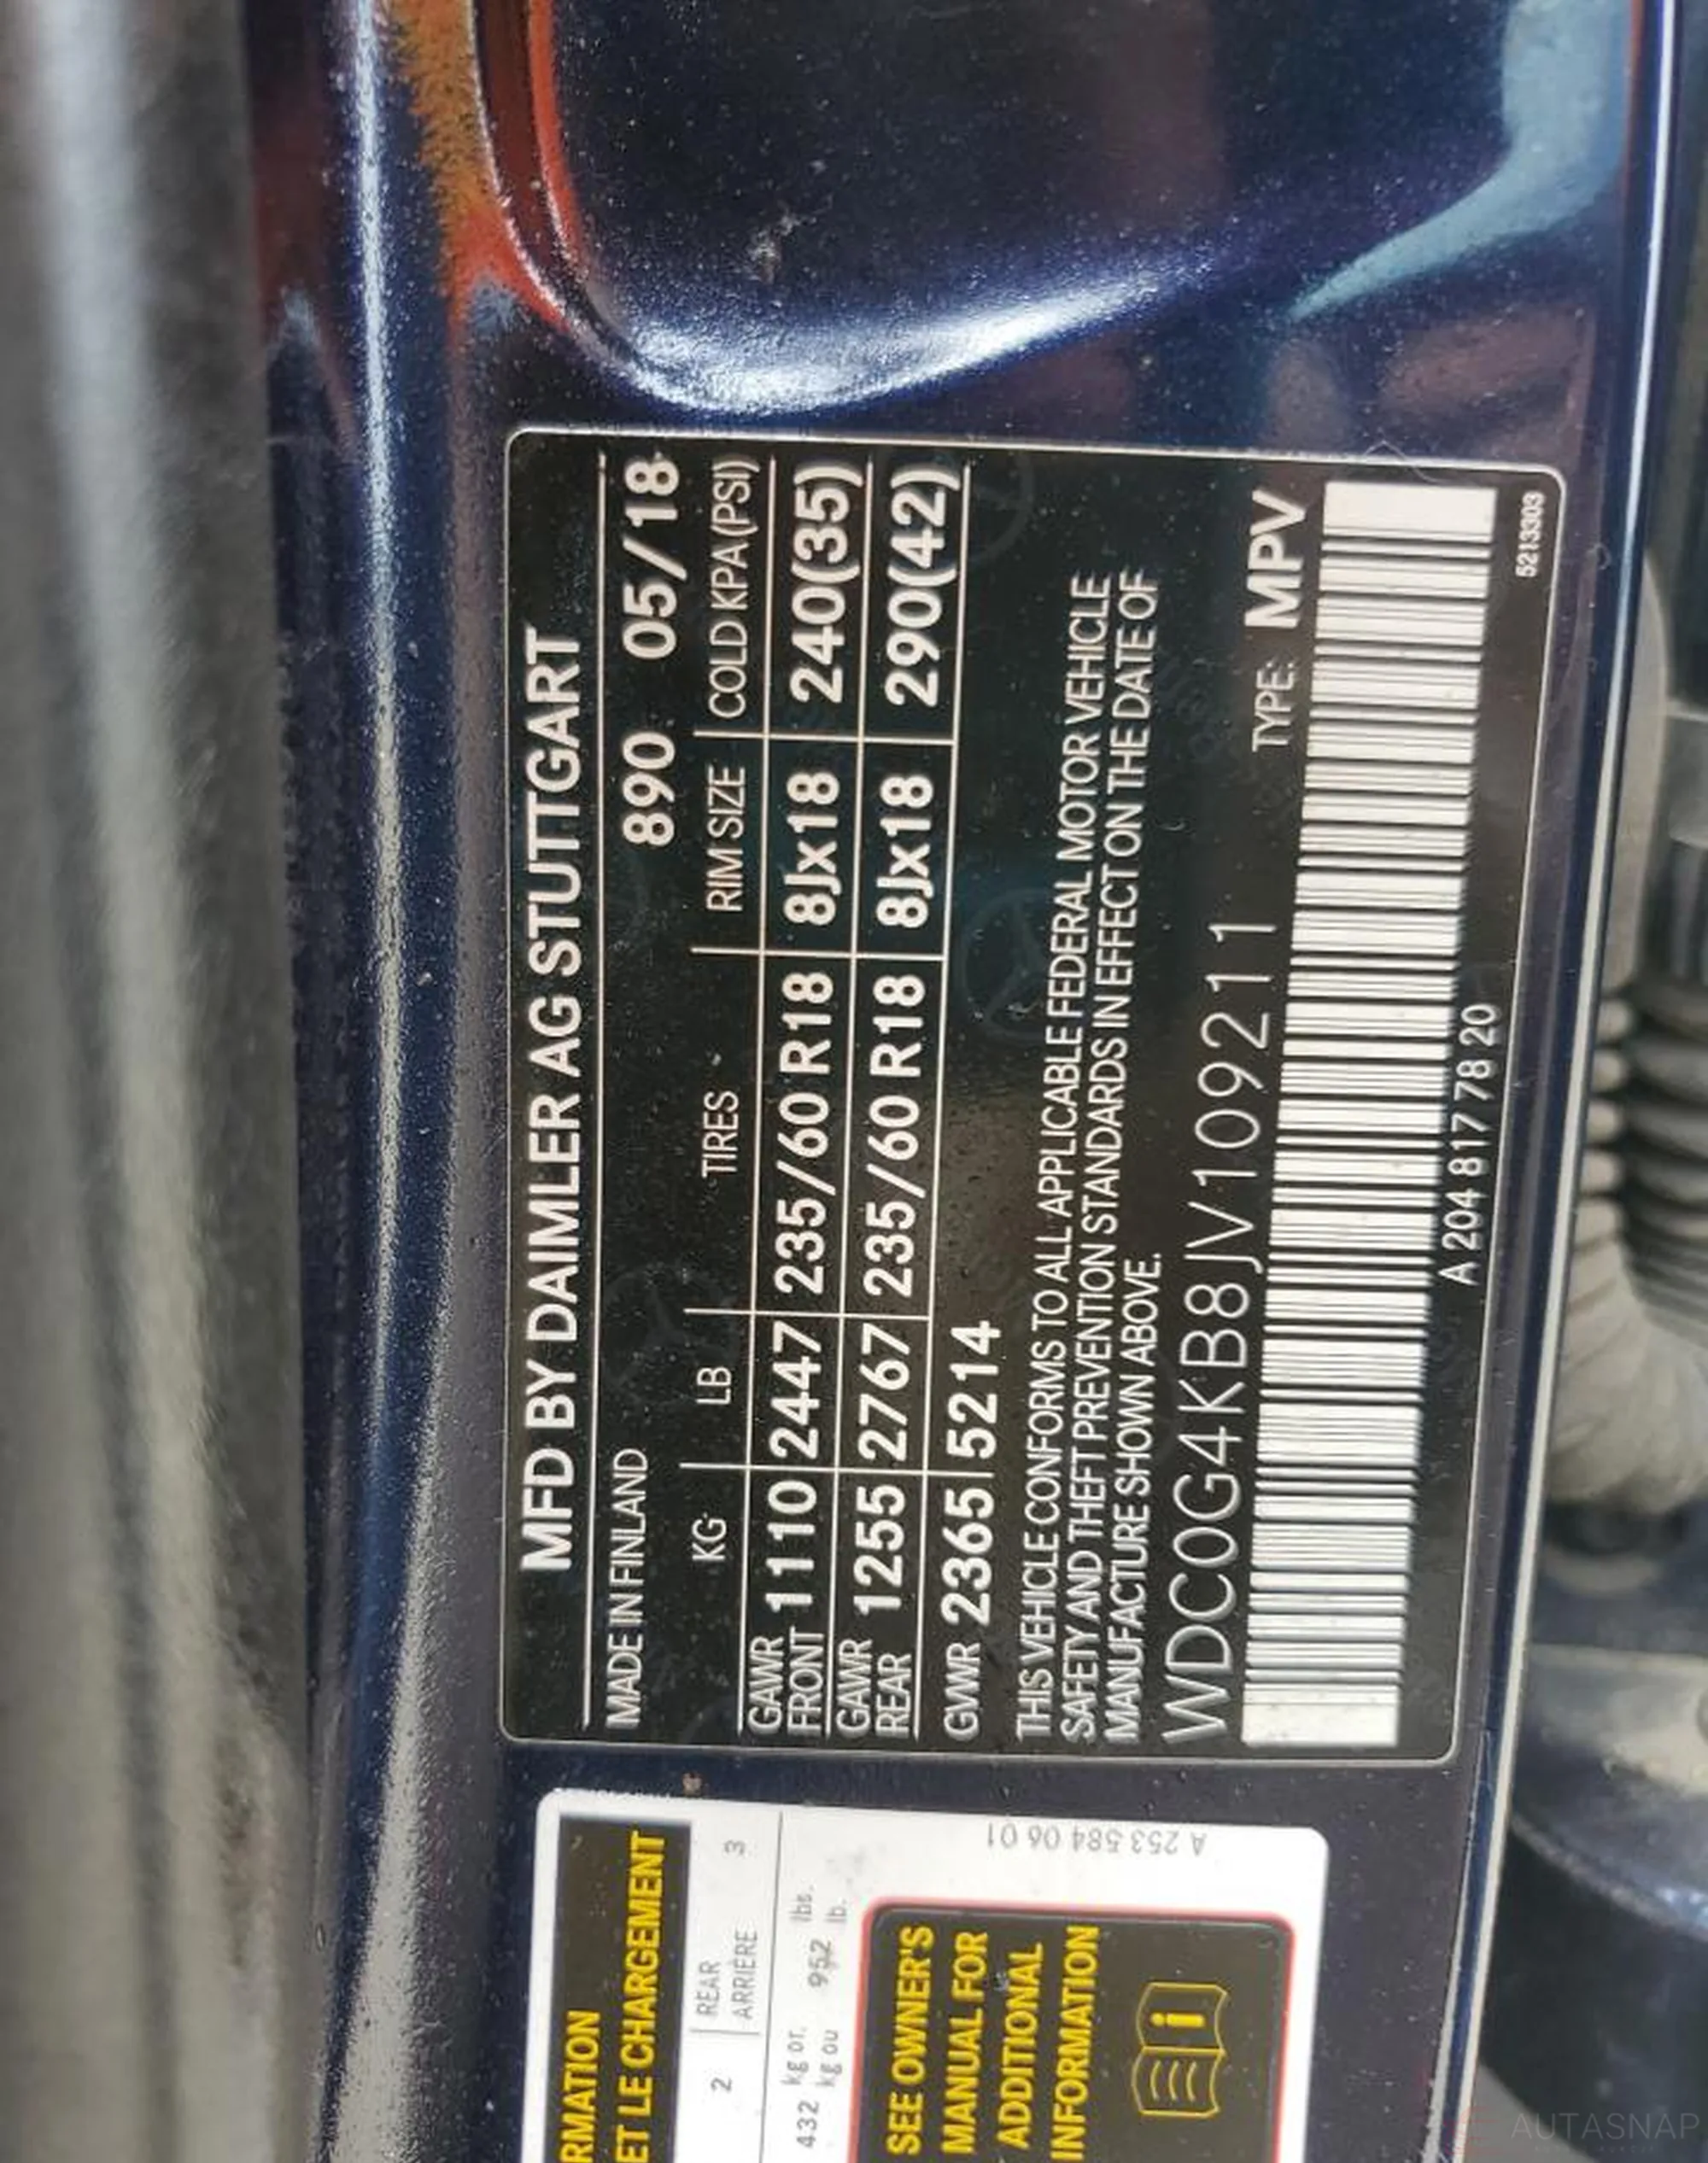 MFD BY DAIMLER AG STUTTGART
MADE IN FINLAND 890 05/18
KG LB TIRES RIM SIZE COLD KPA(PSI)
GAWR FRONT 1110 2447 235/60 R18 8Jx18 240(35)
GAWR REAR 1255 2767 235/60 R18 8Jx18 290(42)
GVWR 2365 5214
THIS VEHICLE CONFORMS TO ALL APPLICABLE FEDERAL MOTOR VEHICLE
SAFETY AND THEFT PREVENTION STANDARDS IN EFFECT ON THE DATE OF
MANUFACTURE SHOWN ABOVE.
WDC0G4KB8JV109211 TYPE: MPV
A 204 817 78 20
5213303
RMATION
ET LE CHARGEMENT
2 REAR 3
ARRIÈRE
432 kg or. 952 lbs.
kg ou lb.
SEE OWNER'S
MANUAL FOR
ADDITIONAL
INFORMATION
A 253 584 06 01
AUTASNAP